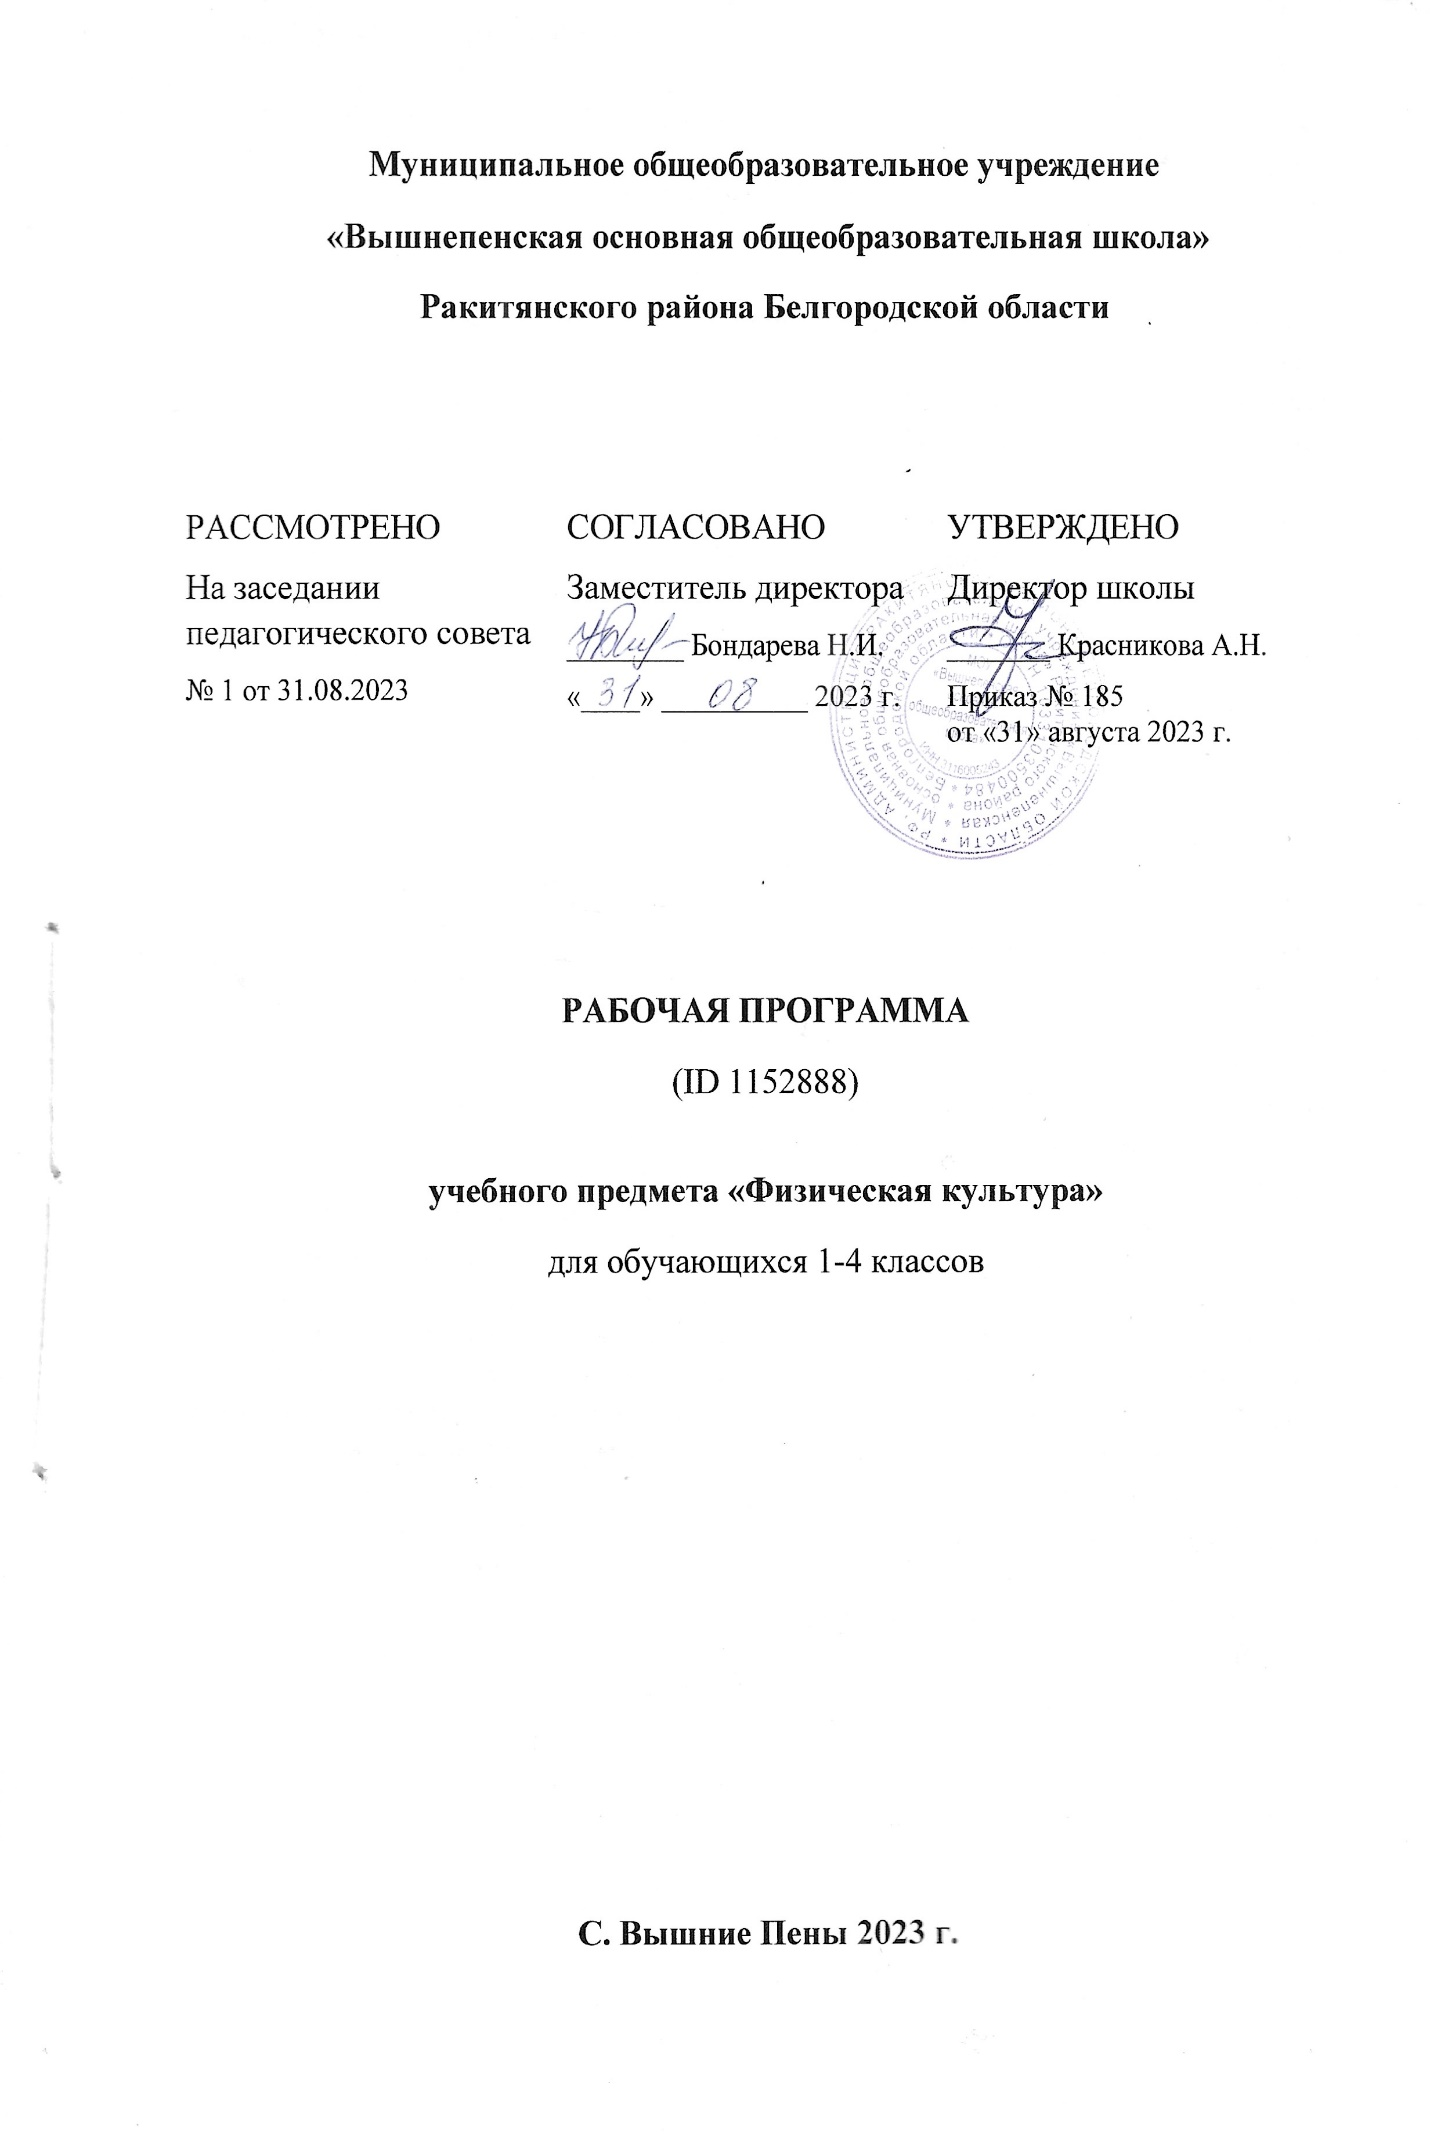 Муниципальное общеобразовательное учреждение
«Вышнепенская основная общеобразовательная школа»
Ракитянского района Белгородской области
РАССМОТРЕНО
На заседании
педагогического совета
№ 1 от 31.08.2023
СОГЛАСОВАНО
Заместитель директора
__________ Бондарева Н.И.
«31» 08 2023 г.
УТВЕРЖДЕНО
Директор школы
_________ Красникова А.Н.
Приказ № 185
от «31» августа 2023 г.
РАБОЧАЯ ПРОГРАММА
(ID 1152888)
учебного предмета «Физическая культура»
для обучающихся 1-4 классов
С. Вышние Пены 2023 г.